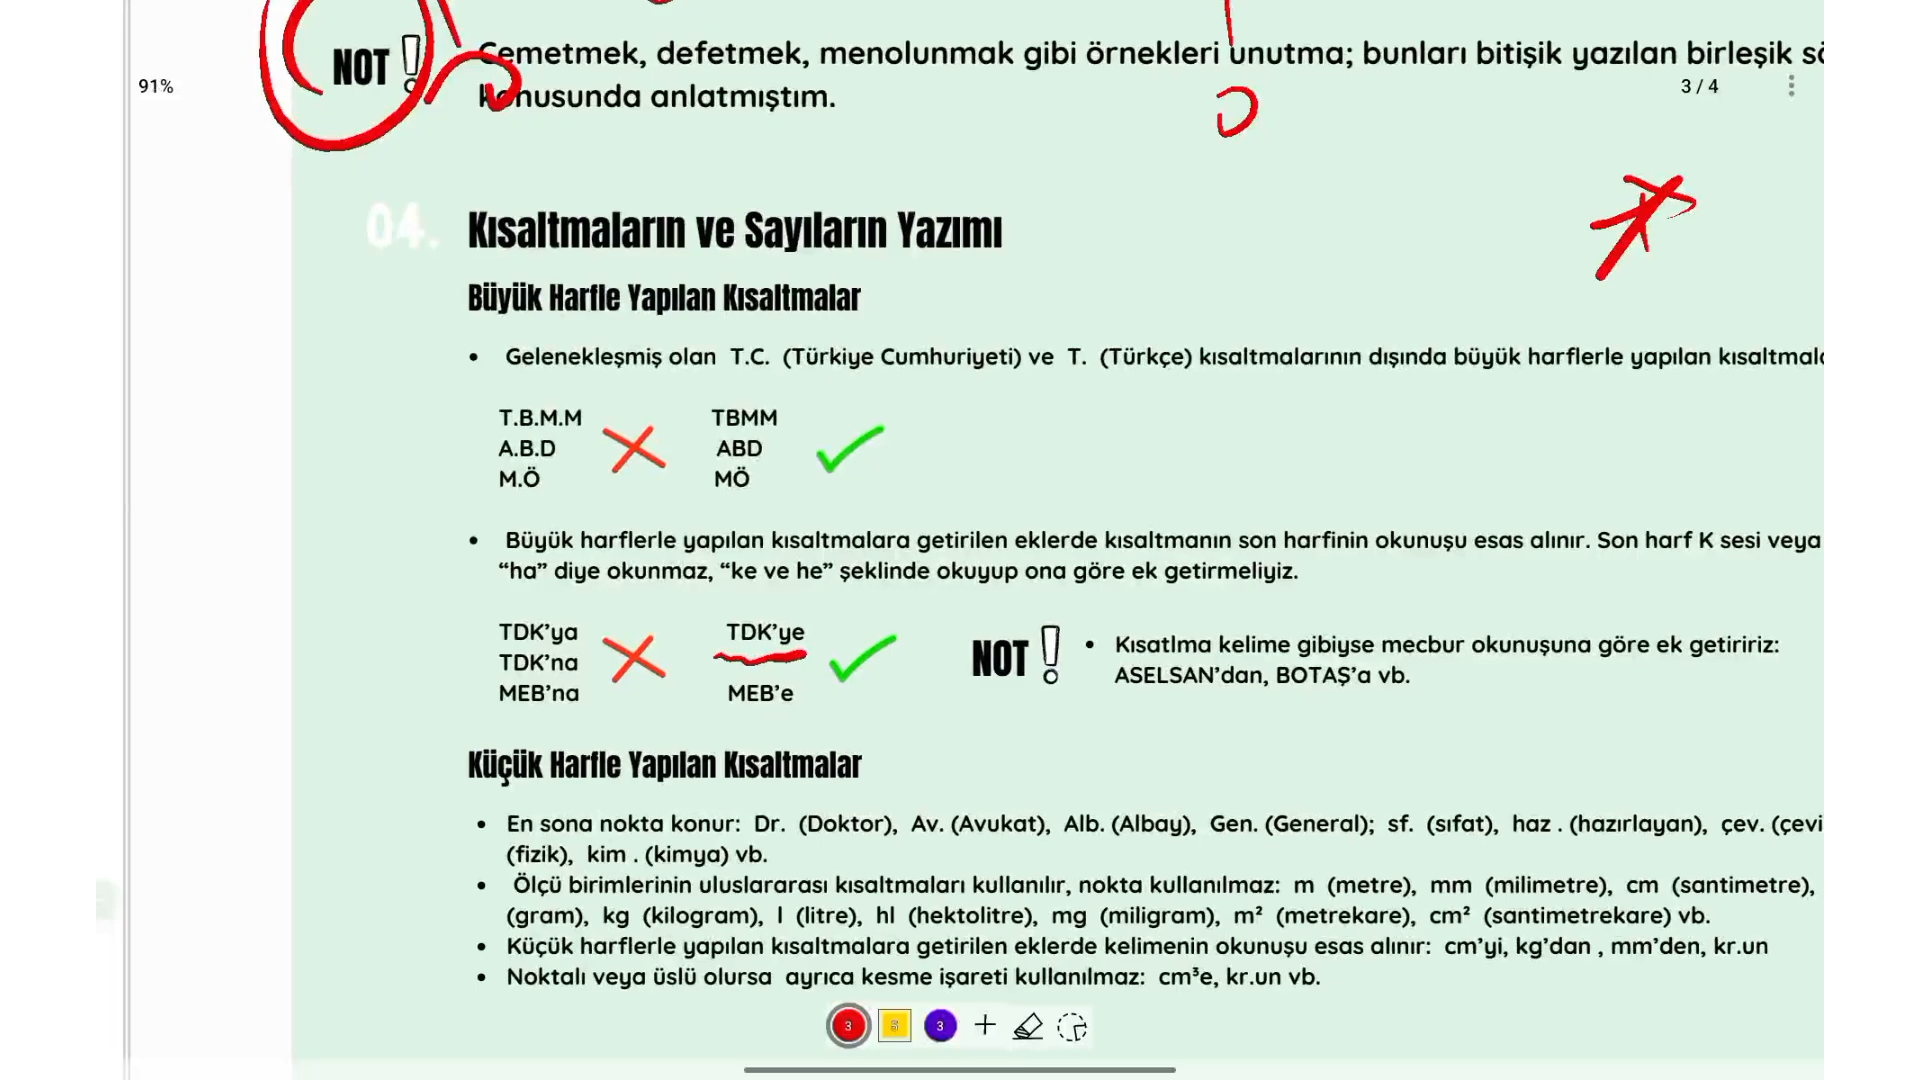 NOT! Cemetmek, defetmek, menolunmak gibi örnekleri unutma; bunları bitişik yazılan birleşik sö
konusunda anlatmıştım.
91%
3 / 4
04. Kısaltmaların ve Sayıların Yazımı
Büyük Harfle Yapılan Kısaltmalar
• Gelenekleşmiş olan T.C. (Türkiye Cumhuriyeti) ve T. (Türkçe) kısaltmalarının dışında büyük harflerle yapılan kısaltmala
T.B.M.M TBMM
A.B.D ABD
M.Ö MÖ
• Büyük harflerle yapılan kısaltmalara getirilen eklerde kısaltmanın son harfinin okunuşu esas alınır. Son harf K sesi veya
“ha” diye okunmaz, “ke ve he” şeklinde okuyup ona göre ek getirmeliyiz.
TDK’ya TDK’ye
TDK’na
MEB’na MEB’e
NOT! • Kısatlma kelime gibiyse mecbur okunuşuna göre ek getiririz:
ASELSAN’dan, BOTAŞ’a vb.
Küçük Harfle Yapılan Kısaltmalar
• En sona nokta konur: Dr. (Doktor), Av. (Avukat), Alb. (Albay), Gen. (General); sf. (sıfat), haz . (hazırlayan), çev. (çevi
(fizik), kim . (kimya) vb.
• Ölçü birimlerinin uluslararası kısaltmaları kullanılır, nokta kullanılmaz: m (metre), mm (milimetre), cm (santimetre),
(gram), kg (kilogram), l (litre), hl (hektolitre), mg (miligram), m² (metrekare), cm² (santimetrekare) vb.
• Küçük harflerle yapılan kısaltmalara getirilen eklerde kelimenin okunuşu esas alınır: cm’yi, kg’dan , mm’den, kr.un
• Noktalı veya üslü olursa ayrıca kesme işareti kullanılmaz: cm³e, kr.un vb.
3 5 3